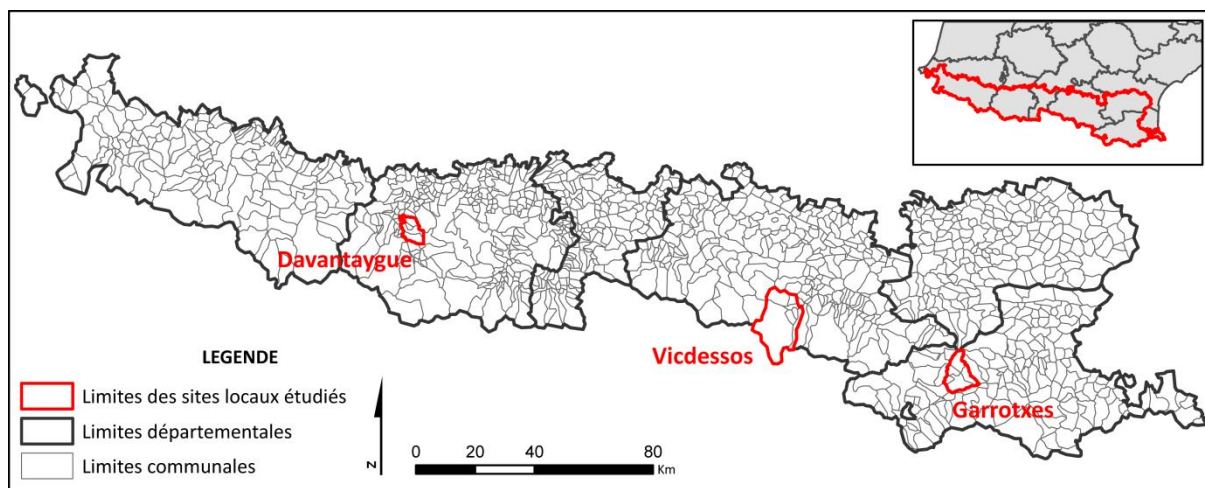 Davantaygue
Vicdessos
Garrotxes
LEGENDE
Limites des sites locaux étudiés
Limites départementales
Limites communales
N
0 20 40 80
Km